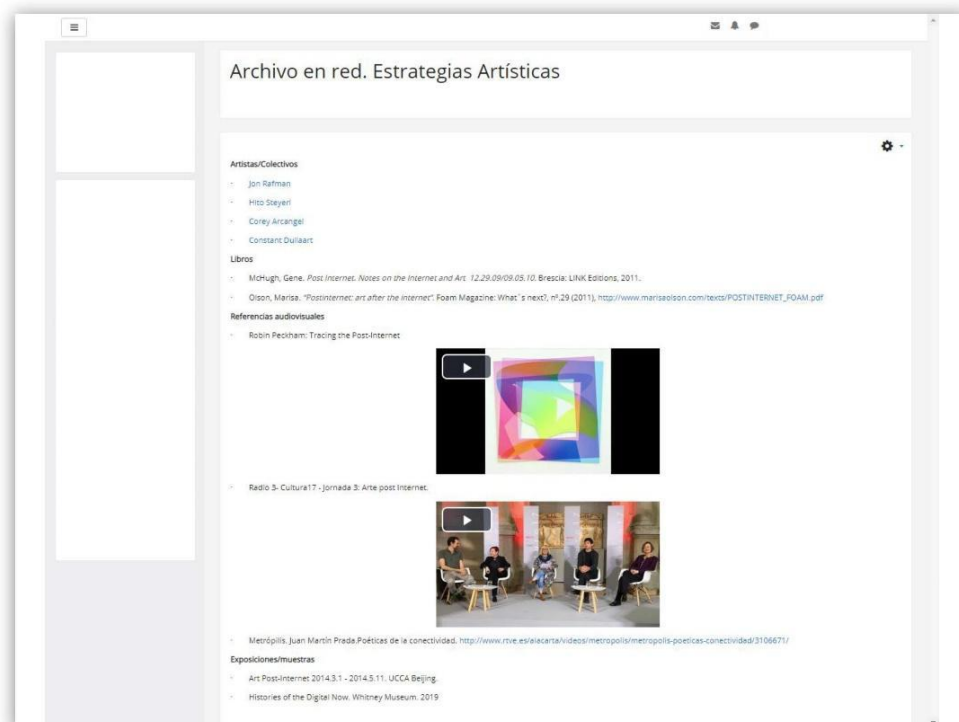 Archivo en red. Estrategias Artísticas
Artistas/Colectivos
· Jon Rafman
· Hito Steyerl
· Corey Arcangel
· Constant Dullaart
Libros
· McHugh, Gene. Post Internet. Notes on the Internet and Art 12.29.09/09.05.10. Brescia: LINK Editions, 2011..
· Olson, Marisa. "Postinternet: art after the internet". Foam Magazine: What´s next?, nº.29 (2011), http://www.marisaolson.com/texts/POSTINTERNET_FOAM.pdf
Referencias audiovisuales
· Robin Peckham: Tracing the Post-Internet
· Radio 3- Cultura17 - Jornada 3: Arte post Internet.
· Metrópilis. Juan Martín Prada.Poéticas de la conectividad. http://www.rtve.es/alacarta/videos/metropolis/metropolis-poeticas-conectividad/3106671/
Exposiciones/muestras
· Art Post-Internet 2014.3.1 - 2014.5.11. UCCA Beijing.
· Histories of the Digital Now. Whitney Museum. 2019